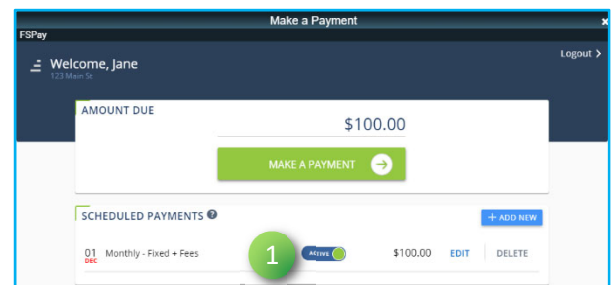 Make a Payment x
FSPay
Logout >
Welcome, Jane
123 Main St
AMOUNT DUE
$100.00
MAKE A PAYMENT
SCHEDULED PAYMENTS ?
+ ADD NEW
01 Monthly - Fixed + Fees 1 ACTIVE $100.00 EDIT DELETE
DEC